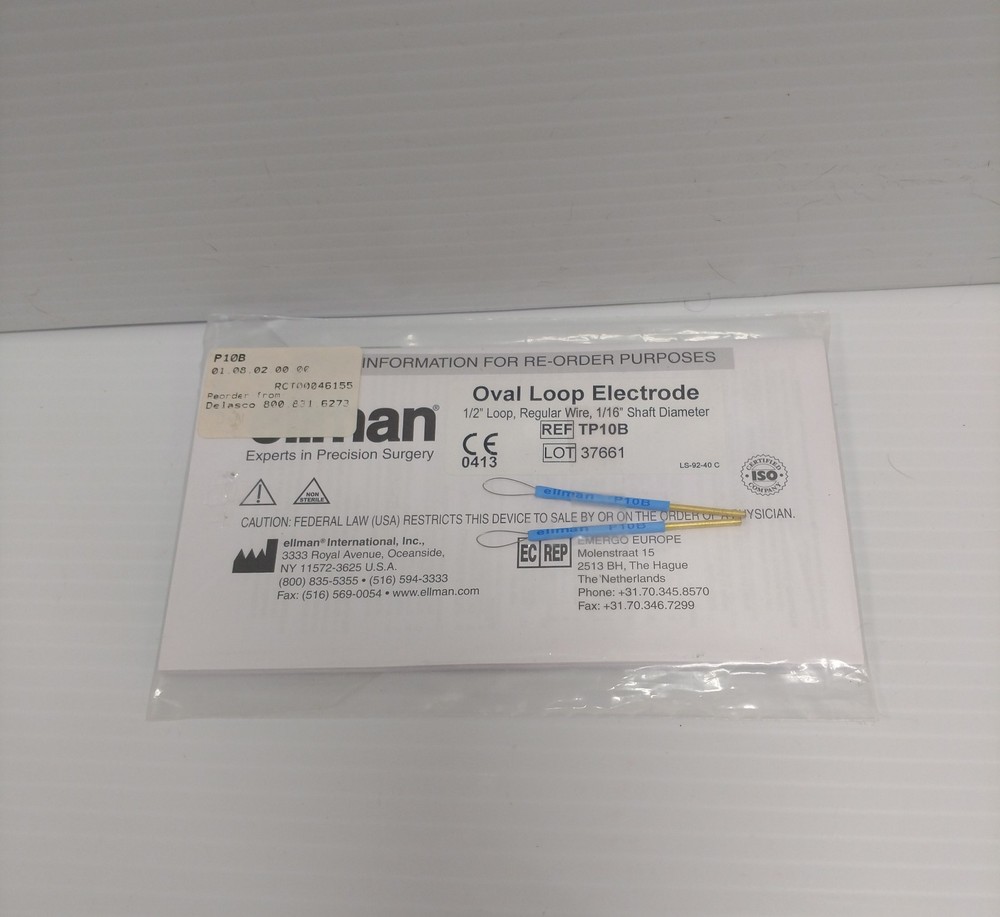 P10B
01.08.02 00 00
RCT00046155
Reorder from
Delasco 800 831 6273
INFORMATION FOR RE-ORDER PURPOSES
ellman®
Experts in Precision Surgery
Oval Loop Electrode
1/2" Loop, Regular Wire, 1/16" Shaft Diameter
REF TP10B
LOT 37661
CE
0413
LS-92-40 C
CERTIFIED
ISO
COMPANY
NON
STERILE
ellman P10B
CAUTION: FEDERAL LAW (USA) RESTRICTS THIS DEVICE TO SALE BY OR ON THE ORDER OF A PHYSICIAN.
ellman P10B
ellman® International, Inc.,
3333 Royal Avenue, Oceanside,
NY 11572-3625 U.S.A.
(800) 835-5355 • (516) 594-3333
Fax: (516) 569-0054 • www.ellman.com
EC REP
EMERGO EUROPE
Molenstraat 15
2513 BH, The Hague
The Netherlands
Phone: +31.70.345.8570
Fax: +31.70.346.7299